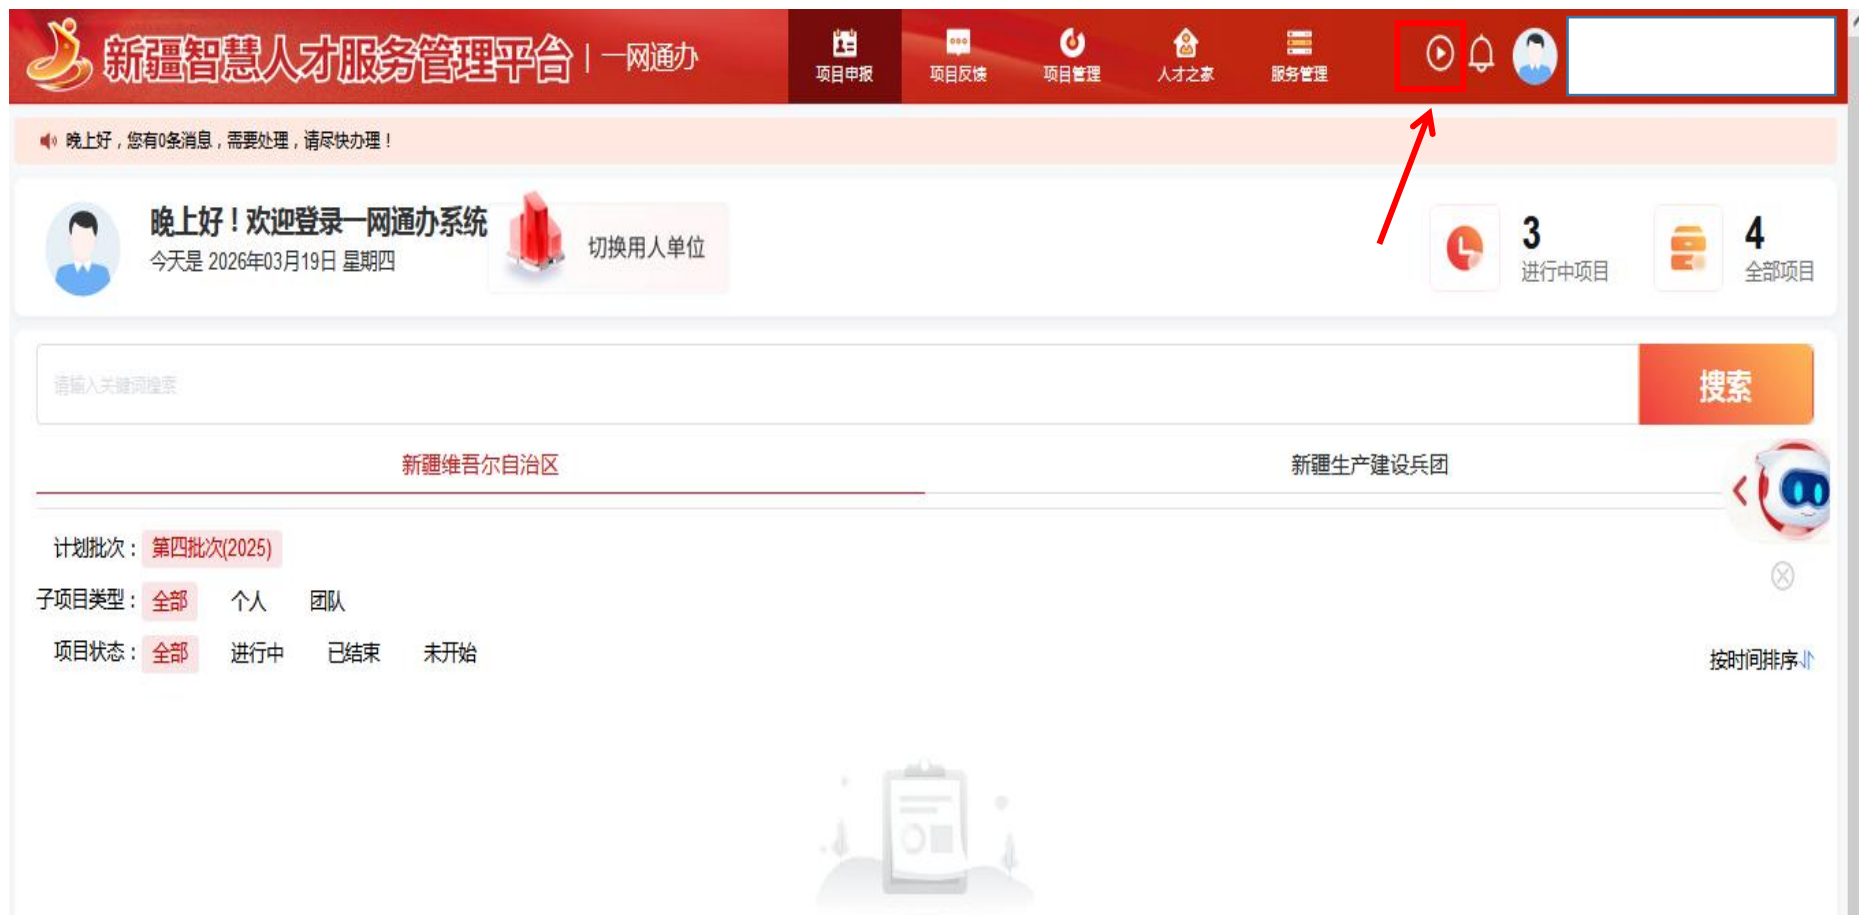 新疆智慧人才服务管理平台 | 一网通办
项目申报
项目反馈
项目管理
人才之家
服务管理
晚上好，您有0条消息，需要处理，请尽快办理！
晚上好！欢迎登录一网通办系统
今天是 2026年03月19日 星期四
切换用人单位
3
进行中项目
4
全部项目
请输入关键词搜索
搜索
新疆维吾尔自治区
新疆生产建设兵团
计划批次：第四批次(2025)
子项目类型：全部 个人 团队
项目状态：全部 进行中 已结束 未开始
按时间排序